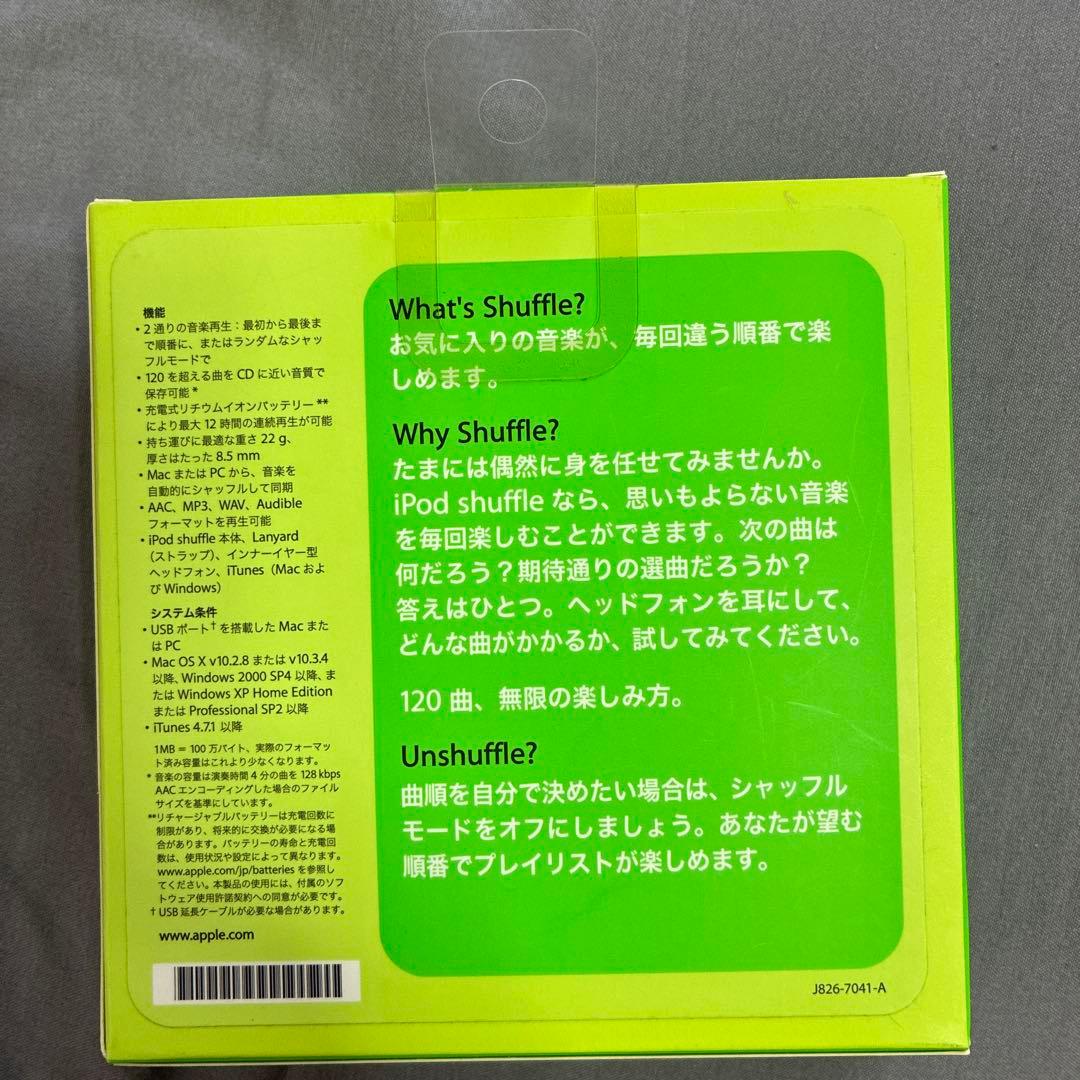 機能
・2 通りの音楽再生：最初から最後ま
で順番に、またはランダムなシャッ
フルモードで
・120 を超える曲を CD に近い音質で
保存可能 *
・充電式リチウムイオンバッテリー **
により最大 12 時間の連続再生が可能
・持ち運びに最適な重さ 22 g、
厚さはたった 8.5 mm
・Mac または PC から、音楽を
自動的にシャッフルして同期
・AAC、MP3、WAV、Audible
フォーマットを再生可能
・iPod shuffle 本体、Lanyard
（ストラップ）、インナーイヤー型
ヘッドフォン、iTunes（Mac およ
び Windows）
システム条件
・USB ポート† を搭載した Mac また
は PC
・Mac OS X v10.2.8 または v10.3.4
以降、Windows 2000 SP4 以降、ま
たは Windows XP Home Edition
または Professional SP2 以降
・iTunes 4.7.1 以降
1MB = 100 万バイト、実際のフォーマッ
ト済み容量はこれより少なくなります。
* 音楽の容量は演奏時間 4 分の曲を 128 kbps
AAC エンコーディングした場合のファイル
サイズを基準にしています。
**リチャージャブルバッテリーは充電回数に
制限があり、将来的に交換が必要になる場
合があります。バッテリーの寿命と充電回
数は、使用状況や設定によって異なります。
www.apple.com/jp/batteries を参照し
てください。本製品の使用には、付属のソフ
トウェア使用許諾契約への同意が必要です。
† USB 延長ケーブルが必要な場合があります。
www.apple.com
What's Shuffle?
お気に入りの音楽が、毎回違う順番で楽
しめます。
Why Shuffle?
たまには偶然に身を任せてみませんか。
iPod shuffle なら、思いもよらない音楽
を毎回楽しむことができます。次の曲は
何だろう？期待通りの選曲だろうか？
答えはひとつ。ヘッドフォンを耳にして、
どんな曲がかかるか、試してみてください。
120 曲、無限の楽しみ方。
Unshuffle?
曲順を自分で決めたい場合は、シャッフル
モードをオフにしましょう。あなたが望む
順番でプレイリストが楽しめます。
J826-7041-A